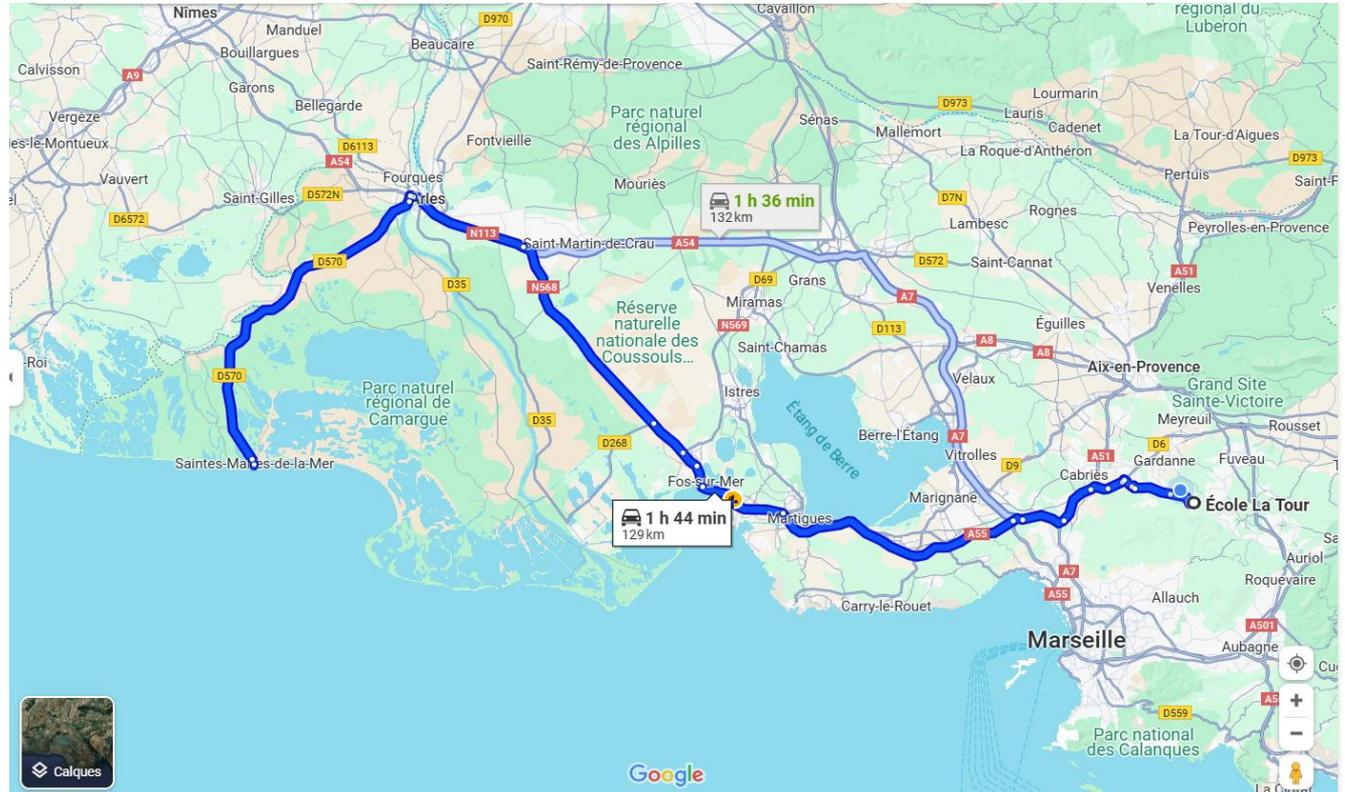 Nîmes
Manduel
D970
Cavaillon
régional du
Luberon
Bouillargues
Beaucaire
Saint-Rémy-de-Provence
Calvisson
A9
Garons
Bellegarde
Vergèze
es-le-Montueux
D6113
A54
Fontvieille
Parc naturel
régional
des Alpilles
Sénas
Mallemort
D973
Lauris
Lourmarin
Cadenet
La Roque-d'Anthéron
La Tour-d'Aigues
D973
Pertuis
Vauvert
Fourques
Saint-Gilles
D572N
Arles
D6572
Mouriès
1 h 36 min
132 km
D7N
Lambesc
Rognes
Peyrolles-en-Provence
N113
Saint-Martin-de-Crau
A54
D570
D35
N568
D69
Grans
D572
Saint-Cannat
A51
Venelles
Miramas
A7
Réserve
naturelle
nationale des
Coussouls...
N569
Saint-Chamas
D113
Éguilles
A8
A8
-Roi
D570
Parc naturel
régional de
Camargue
Istres
Velaux
Aix-en-Provence
Grand Site
Sainte-Victoire
Meyreuil
Rousset
D35
D268
Étang de Berre
Berre-l'Étang
A7
Vitrolles
D9
A51
D6
Gardanne
Fuveau
Saintes-Maries-de-la-Mer
Cabriès
Fos-sur-Mer
Marignane
École La Tour
1 h 44 min
129 km
Martigues
A55
Auriol
Roquevaire
A7
A55
Allauch
Carry-le-Rouet
A501
Marseille
Aubagne
D559
Parc national
des Calanques
Calques
Google